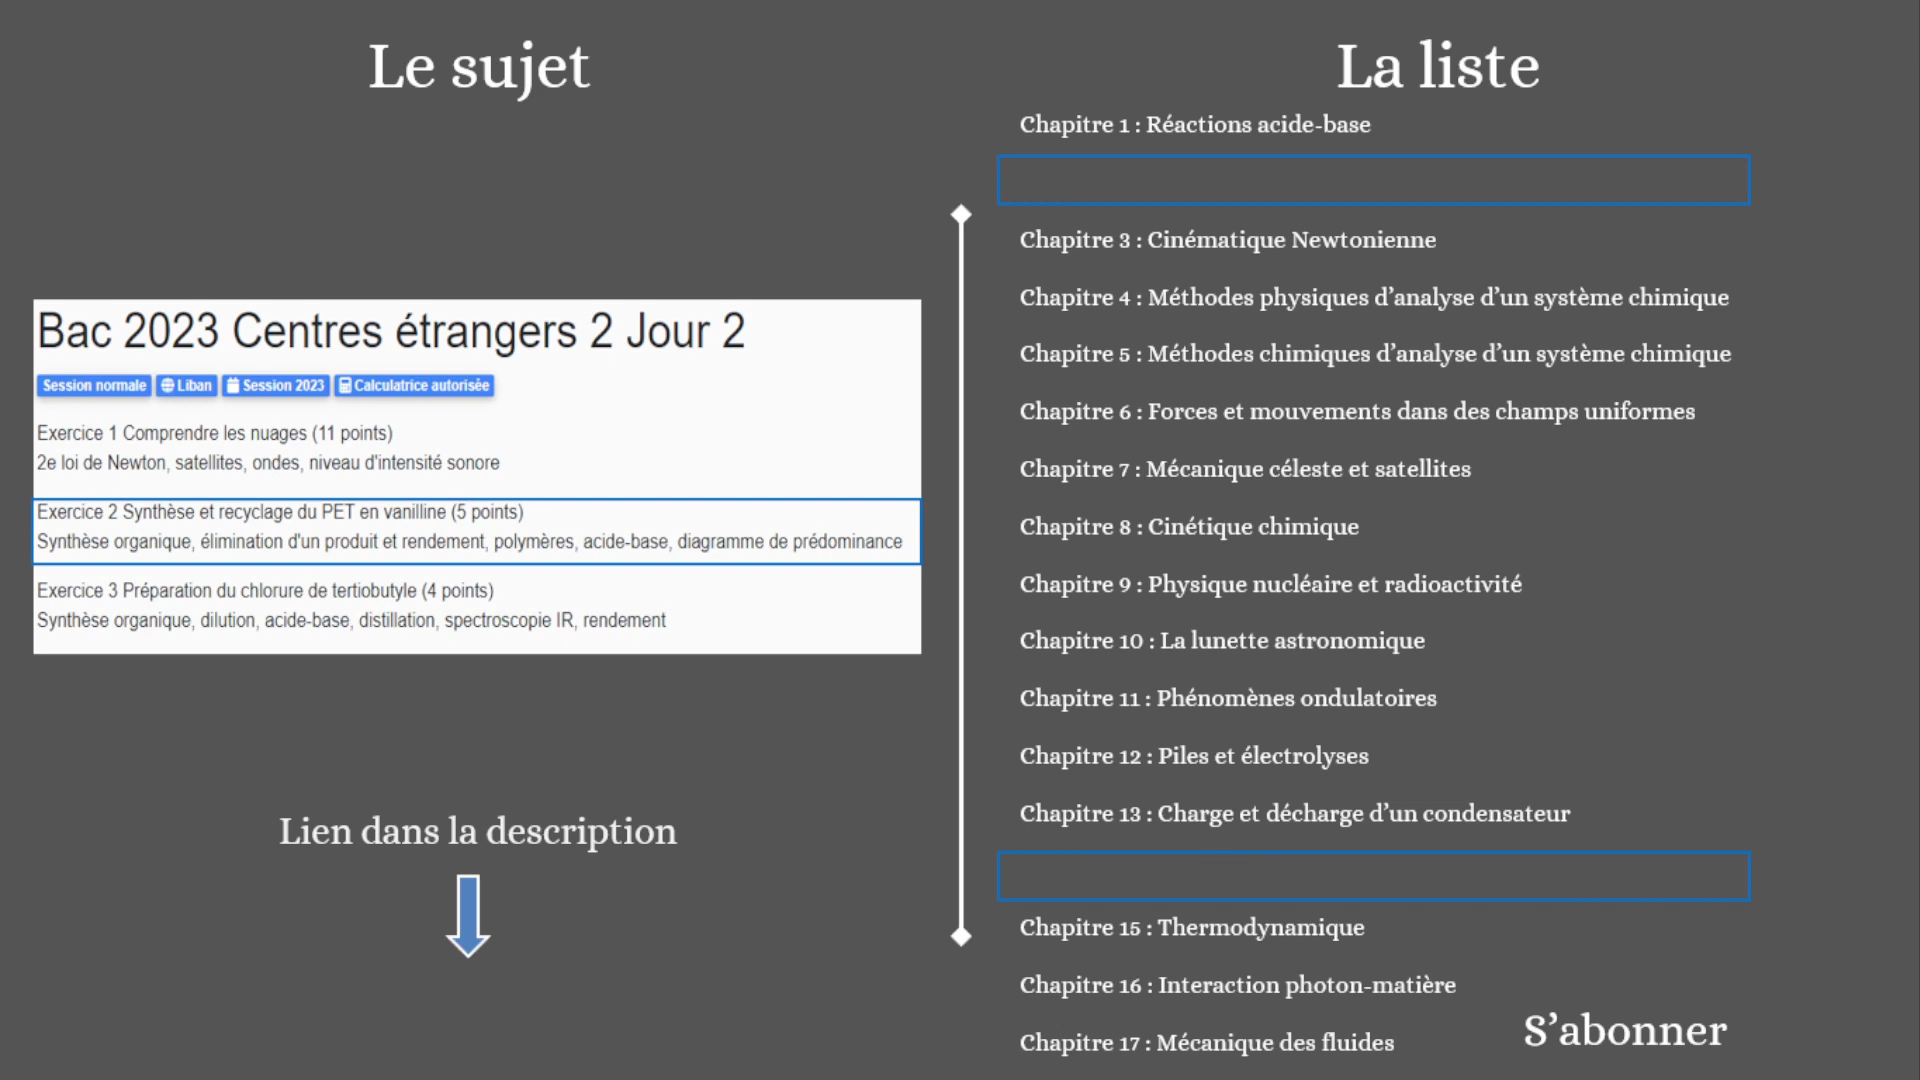 Le sujet
Bac 2023 Centres étrangers 2 Jour 2
Session normale Liban Session 2023 Calculatrice autorisée
Exercice 1 Comprendre les nuages (11 points)
2e loi de Newton, satellites, ondes, niveau d'intensité sonore
Exercice 2 Synthèse et recyclage du PET en vanilline (5 points)
Synthèse organique, élimination d'un produit et rendement, polymères, acide-base, diagramme de prédominance
Exercice 3 Préparation du chlorure de tertiobutyle (4 points)
Synthèse organique, dilution, acide-base, distillation, spectroscopie IR, rendement
Lien dans la description
La liste
Chapitre 1 : Réactions acide-base
Chapitre 3 : Cinématique Newtonienne
Chapitre 4 : Méthodes physiques d’analyse d’un système chimique
Chapitre 5 : Méthodes chimiques d’analyse d’un système chimique
Chapitre 6 : Forces et mouvements dans des champs uniformes
Chapitre 7 : Mécanique céleste et satellites
Chapitre 8 : Cinétique chimique
Chapitre 9 : Physique nucléaire et radioactivité
Chapitre 10 : La lunette astronomique
Chapitre 11 : Phénomènes ondulatoires
Chapitre 12 : Piles et électrolyses
Chapitre 13 : Charge et décharge d’un condensateur
Chapitre 15 : Thermodynamique
Chapitre 16 : Interaction photon-matière
Chapitre 17 : Mécanique des fluides
S’abonner